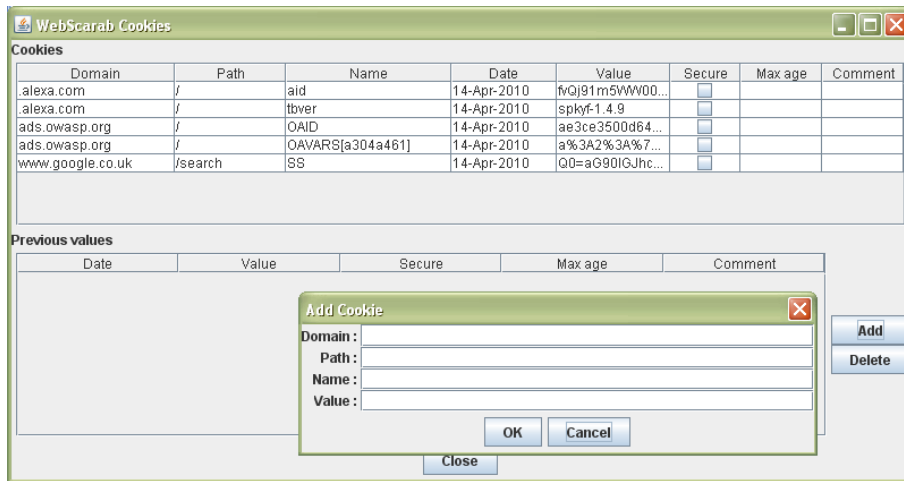 WebScarab Cookies
Cookies
Domain Path Name Date Value Secure Max age Comment
.alexa.com / aid 14-Apr-2010 fvQj91m5VWV00...
.alexa.com / tbver 14-Apr-2010 spkyf-1.4.9
ads.owasp.org / OAID 14-Apr-2010 ae3ce3500d64...
ads.owasp.org / OAVARS[a304a461] 14-Apr-2010 a%3A2%3A%7...
www.google.co.uk /search SS 14-Apr-2010 Q0=aG90IGJhc...
Previous values
Date Value Secure Max age Comment
Add Cookie
Domain :
Path :
Name :
Value :
OK Cancel
Add
Delete
Close